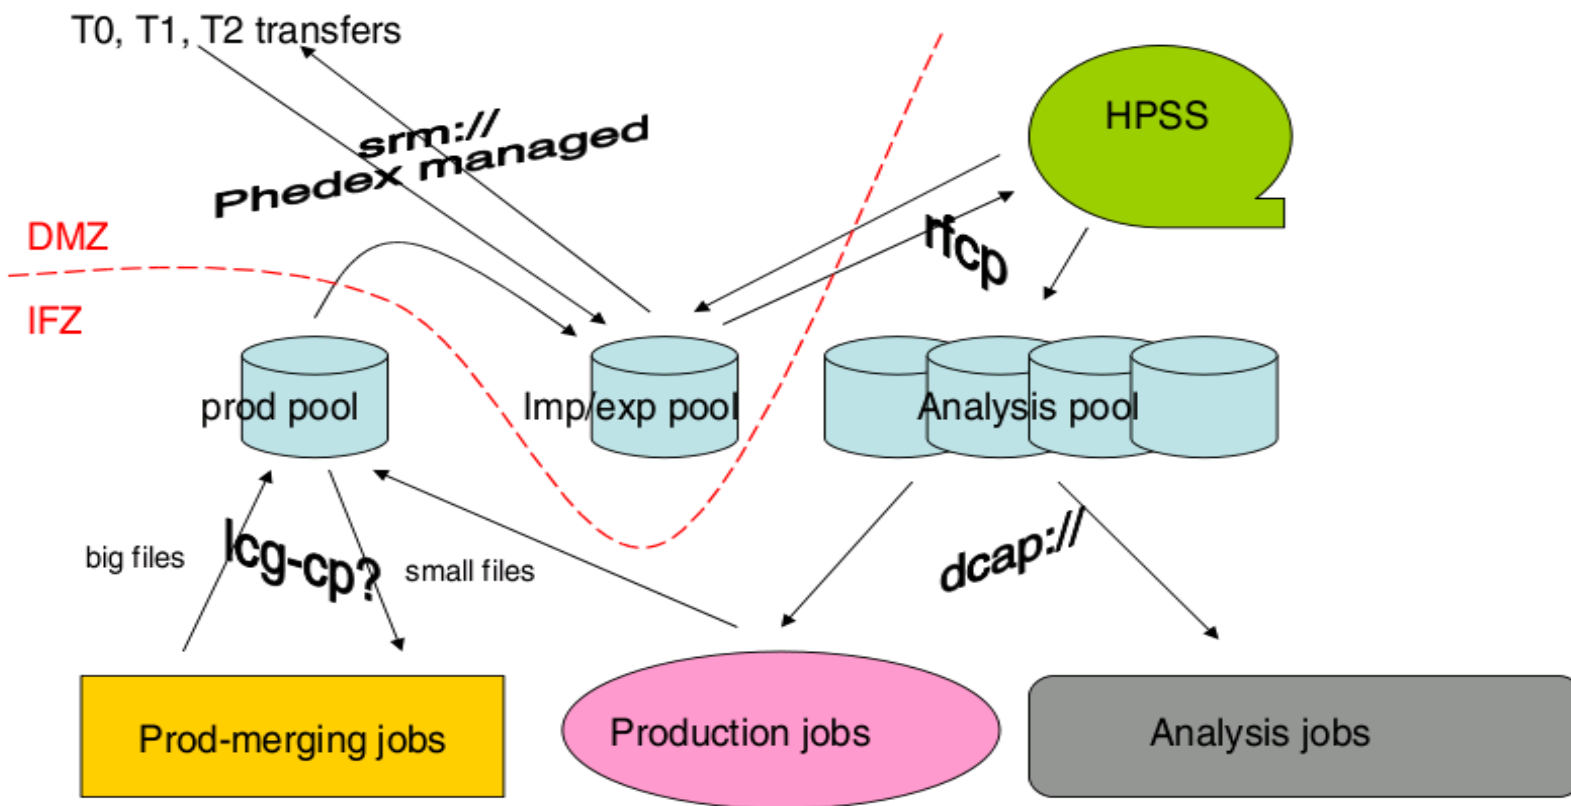 T0, T1, T2 transfers
HPSS
srm://
Phedex managed
DMZ
rfcp
IFZ
prod pool
Imp/exp pool
Analysis pool
big files
lcg-cp?
small files
dcap://
Prod-merging jobs
Production jobs
Analysis jobs